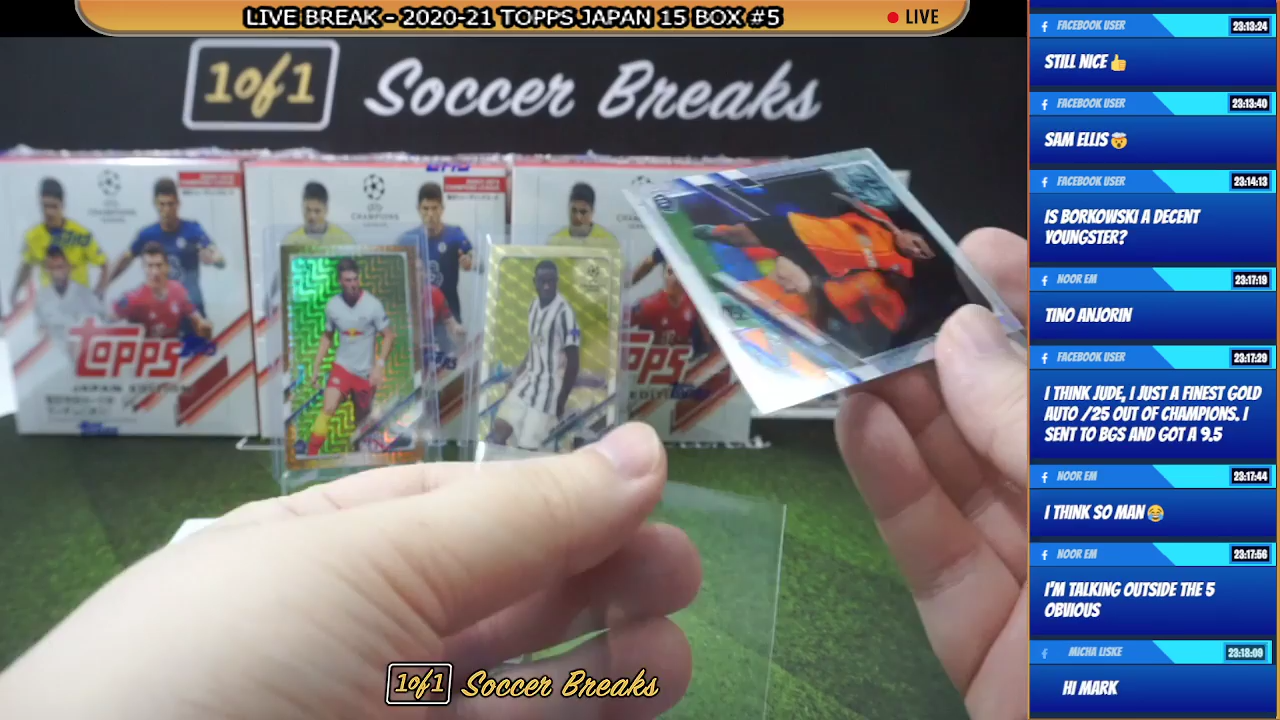 LIVE BREAK - 2020-21 TOPPS JAPAN 15 BOX #5
LIVE
1of1 Soccer Breaks
CHAMPIONS
TOPPS
JAPAN EDITION
1of1 Soccer Breaks
FACEBOOK USER 23:13:24
STILL NICE👍
FACEBOOK USER 23:13:40
SAM ELLIS🤯
FACEBOOK USER 23:14:13
IS BORKOWSKI A DECENT
YOUNGSTER?
NOOR EM 23:17:19
TINO ANJORIN
FACEBOOK USER 23:17:29
I THINK JUDE, I JUST A FINEST GOLD
AUTO /25 OUT OF CHAMPIONS, I
SENT TO BGS AND GOT A 9.5
NOOR EM 23:17:44
I THINK SO MAN😂
NOOR EM 23:17:56
I'M TALKING OUTSIDE THE 5
OBVIOUS
MICHA LISKE 23:18:09
HI MARK